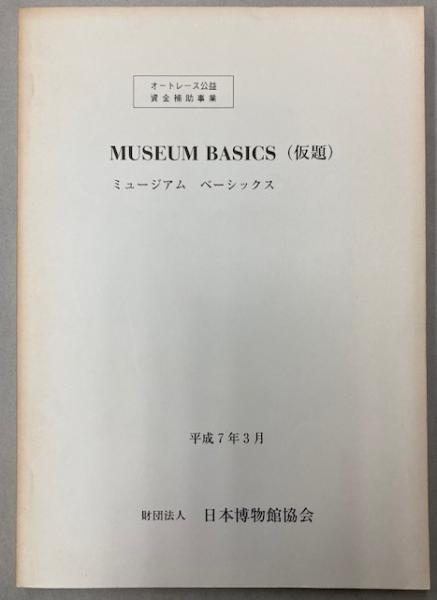 オートレース公益
資金補助事業
MUSEUM BASICS（仮題）
ミュージアム　ベーシックス
平成7年3月
財団法人　日本博物館協会